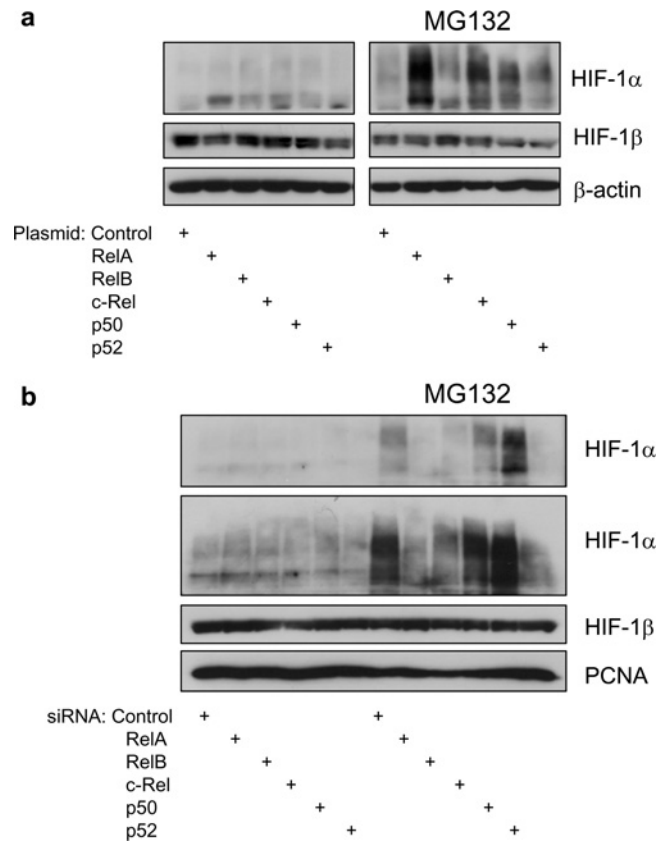 a
MG132
HIF-1α
HIF-1β
β-actin
Plasmid: Control + +
RelA + +
RelB + +
c-Rel + +
p50 + +
p52 + +
b
MG132
HIF-1α
HIF-1α
HIF-1β
PCNA
siRNA: Control + +
RelA + +
RelB + +
c-Rel + +
p50 + +
p52 + +